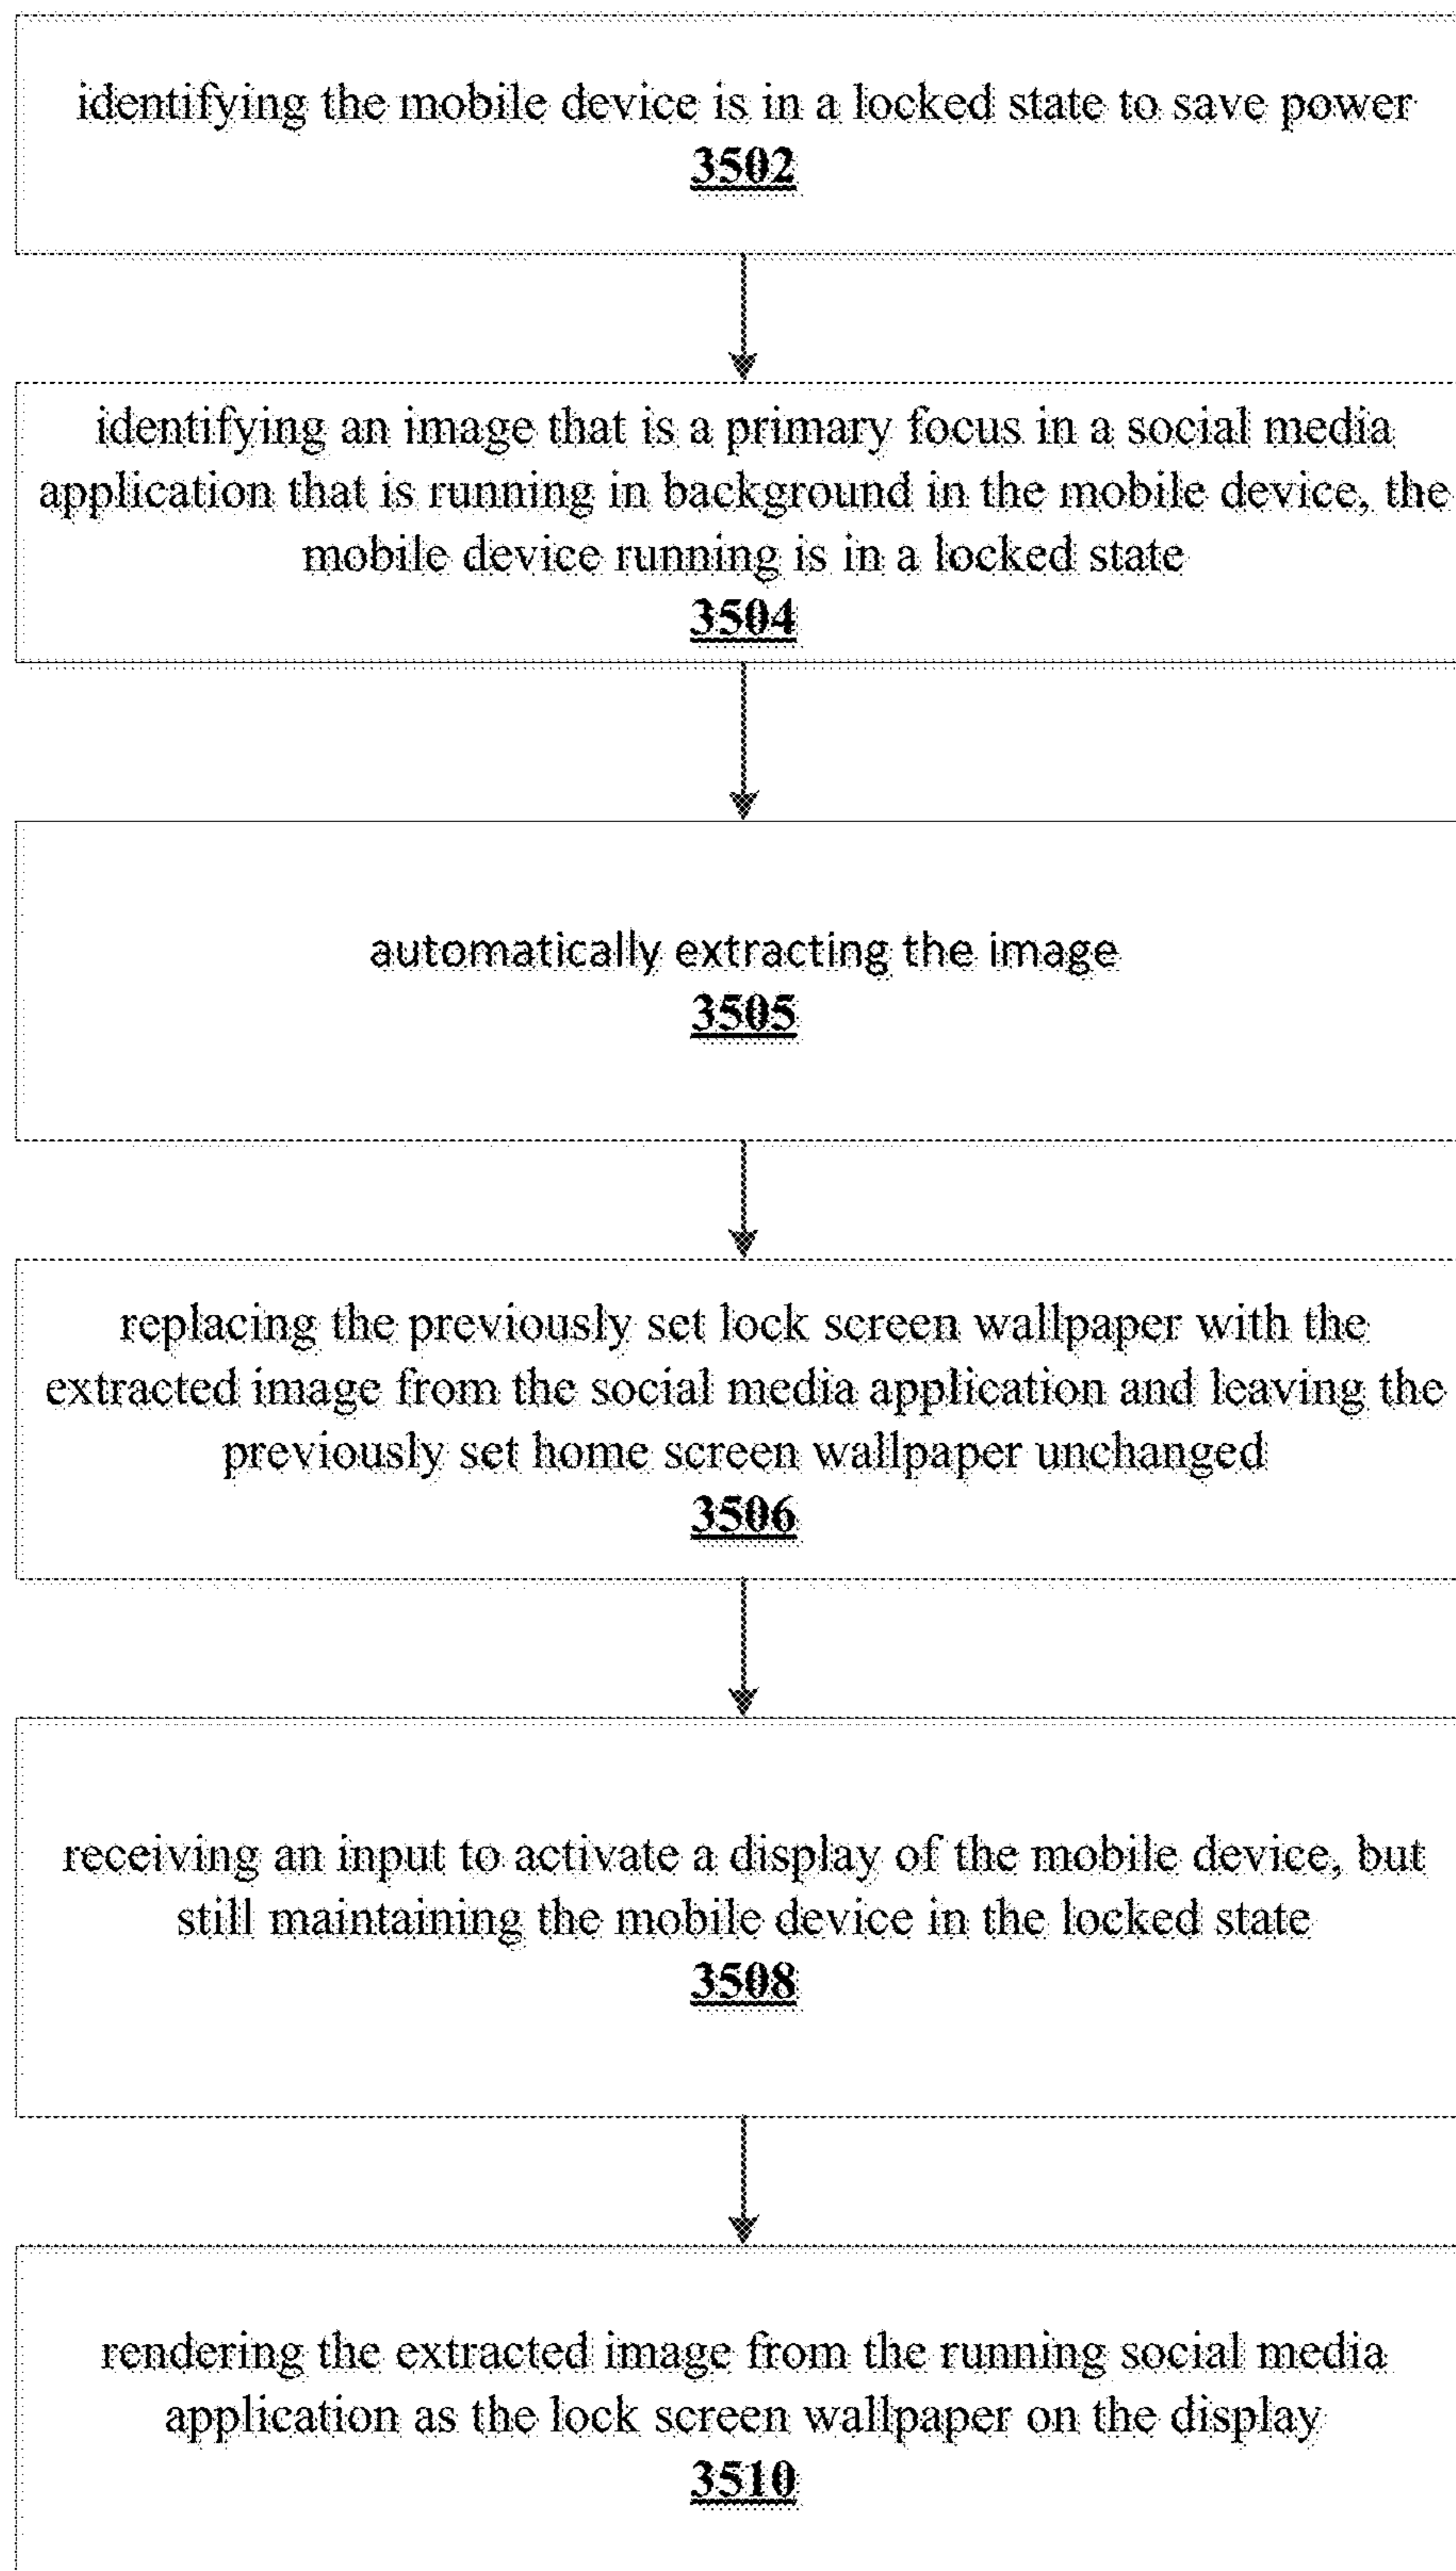 identifying the mobile device is in a locked state to save power
3502
identifying an image that is a primary focus in a social media
application that is running in background in the mobile device, the
mobile device running is in a locked state
3504
automatically extracting the image
3505
replacing the previously set lock screen wallpaper with the
extracted image from the social media application and leaving the
previously set home screen wallpaper unchanged
3506
receiving an input to activate a display of the mobile device, but
still maintaining the mobile device in the locked state
3508
rendering the extracted image from the running social media
application as the lock screen wallpaper on the display
3510